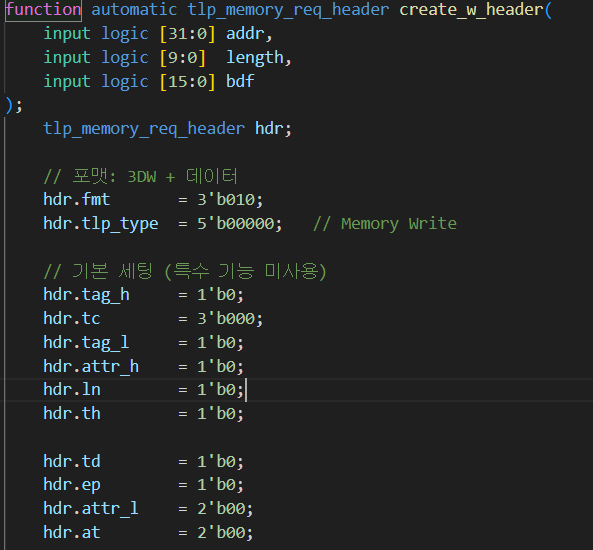 function automatic tlp_memory_req_header create_w_header(
input logic [31:0] addr,
input logic [9:0] length,
input logic [15:0] bdf
);
tlp_memory_req_header hdr;
// 포맷: 3DW + 데이터
hdr.fmt = 3'b010;
hdr.tlp_type = 5'b00000; // Memory Write
// 기본 세팅 (특수 기능 미사용)
hdr.tag_h = 1'b0;
hdr.tc = 3'b000;
hdr.tag_l = 1'b0;
hdr.attr_h = 1'b0;
hdr.ln = 1'b0;
hdr.th = 1'b0;
hdr.td = 1'b0;
hdr.ep = 1'b0;
hdr.attr_l = 2'b00;
hdr.at = 2'b00;